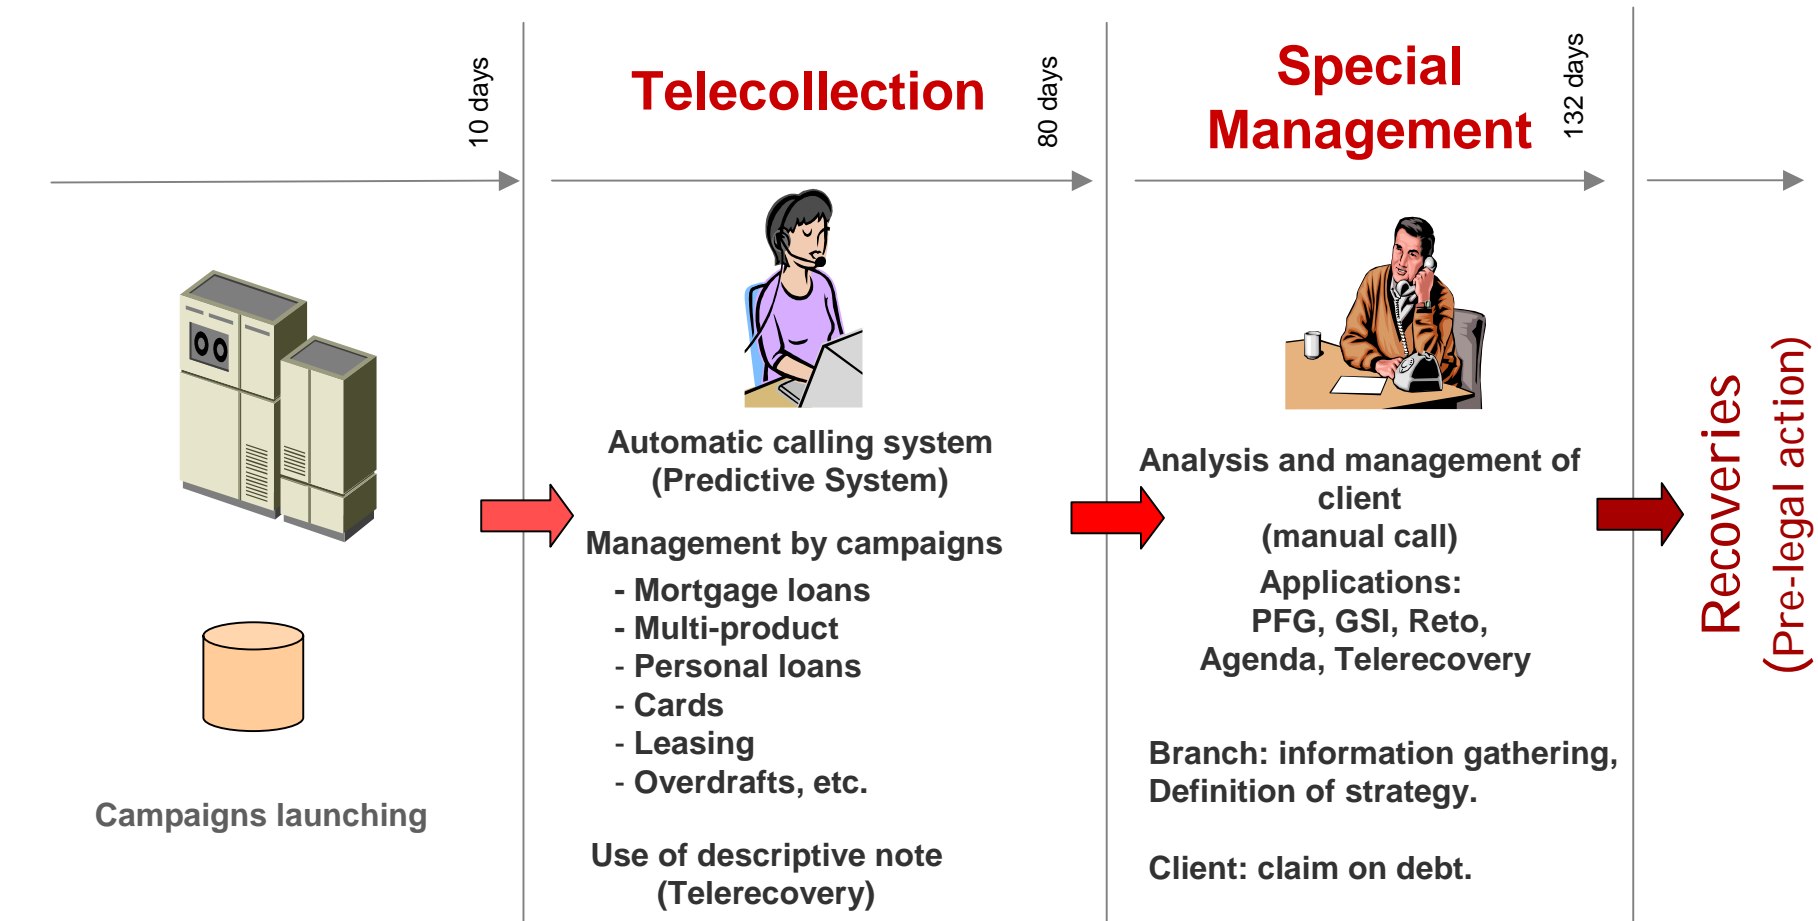 10 days
Campaigns launching
Telecollection
80 days
Automatic calling system
(Predictive System)
Management by campaigns
- Mortgage loans
- Multi-product
- Personal loans
- Cards
- Leasing
- Overdrafts, etc.
Use of descriptive note
(Telerecovery)
Special
Management
132 days
Analysis and management of
client
(manual call)
Applications:
PFG, GSI, Reto,
Agenda, Telerecovery
Branch: information gathering,
Definition of strategy.
Client: claim on debt.
Recoveries
(Pre-legal action)